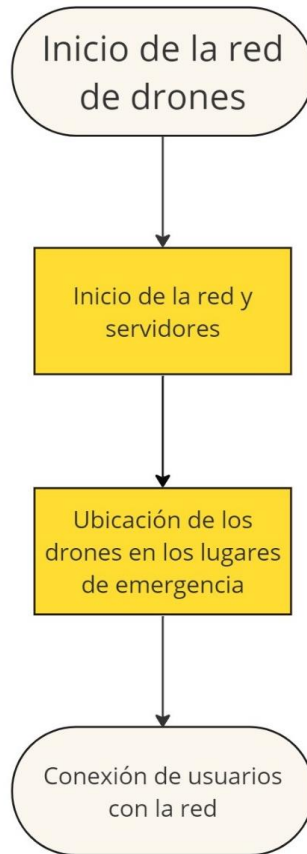 Inicio de la red
de drones
Inicio de la red y
servidores
Ubicación de los
drones en los lugares
de emergencia
Conexión de usuarios
con la red